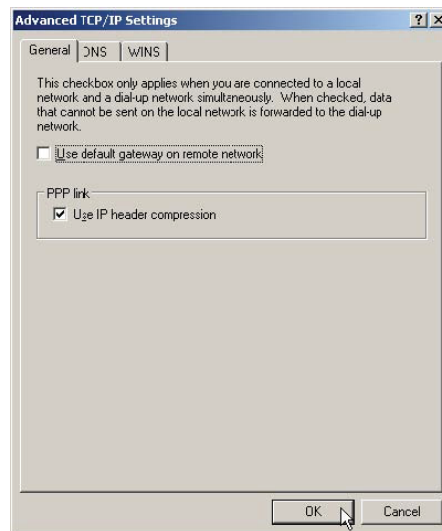 Advanced TCP/IP Settings
General DNS WINS
This checkbox only applies when you are connected to a local
network and a dial-up network simultaneously. When checked, data
that cannot be sent on the local network is forwarded to the dial-up
network.
Use default gateway on remote network
PPP link
Use IP header compression
OK Cancel